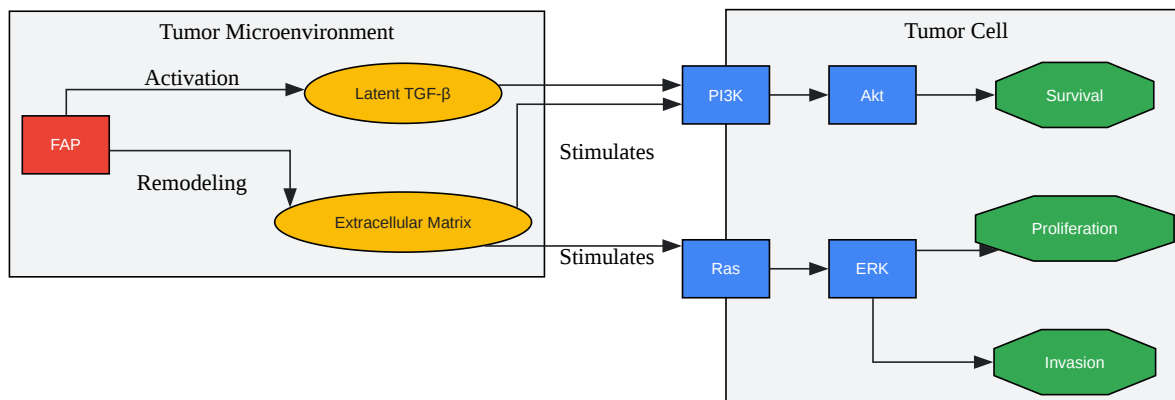 Tumor Microenvironment
Tumor Cell
Activation
Latent TGF-β
PI3K
Akt
Survival
FAP
Stimulates
Remodeling
Extracellular Matrix
Proliferation
Stimulates
Ras
ERK
Invasion